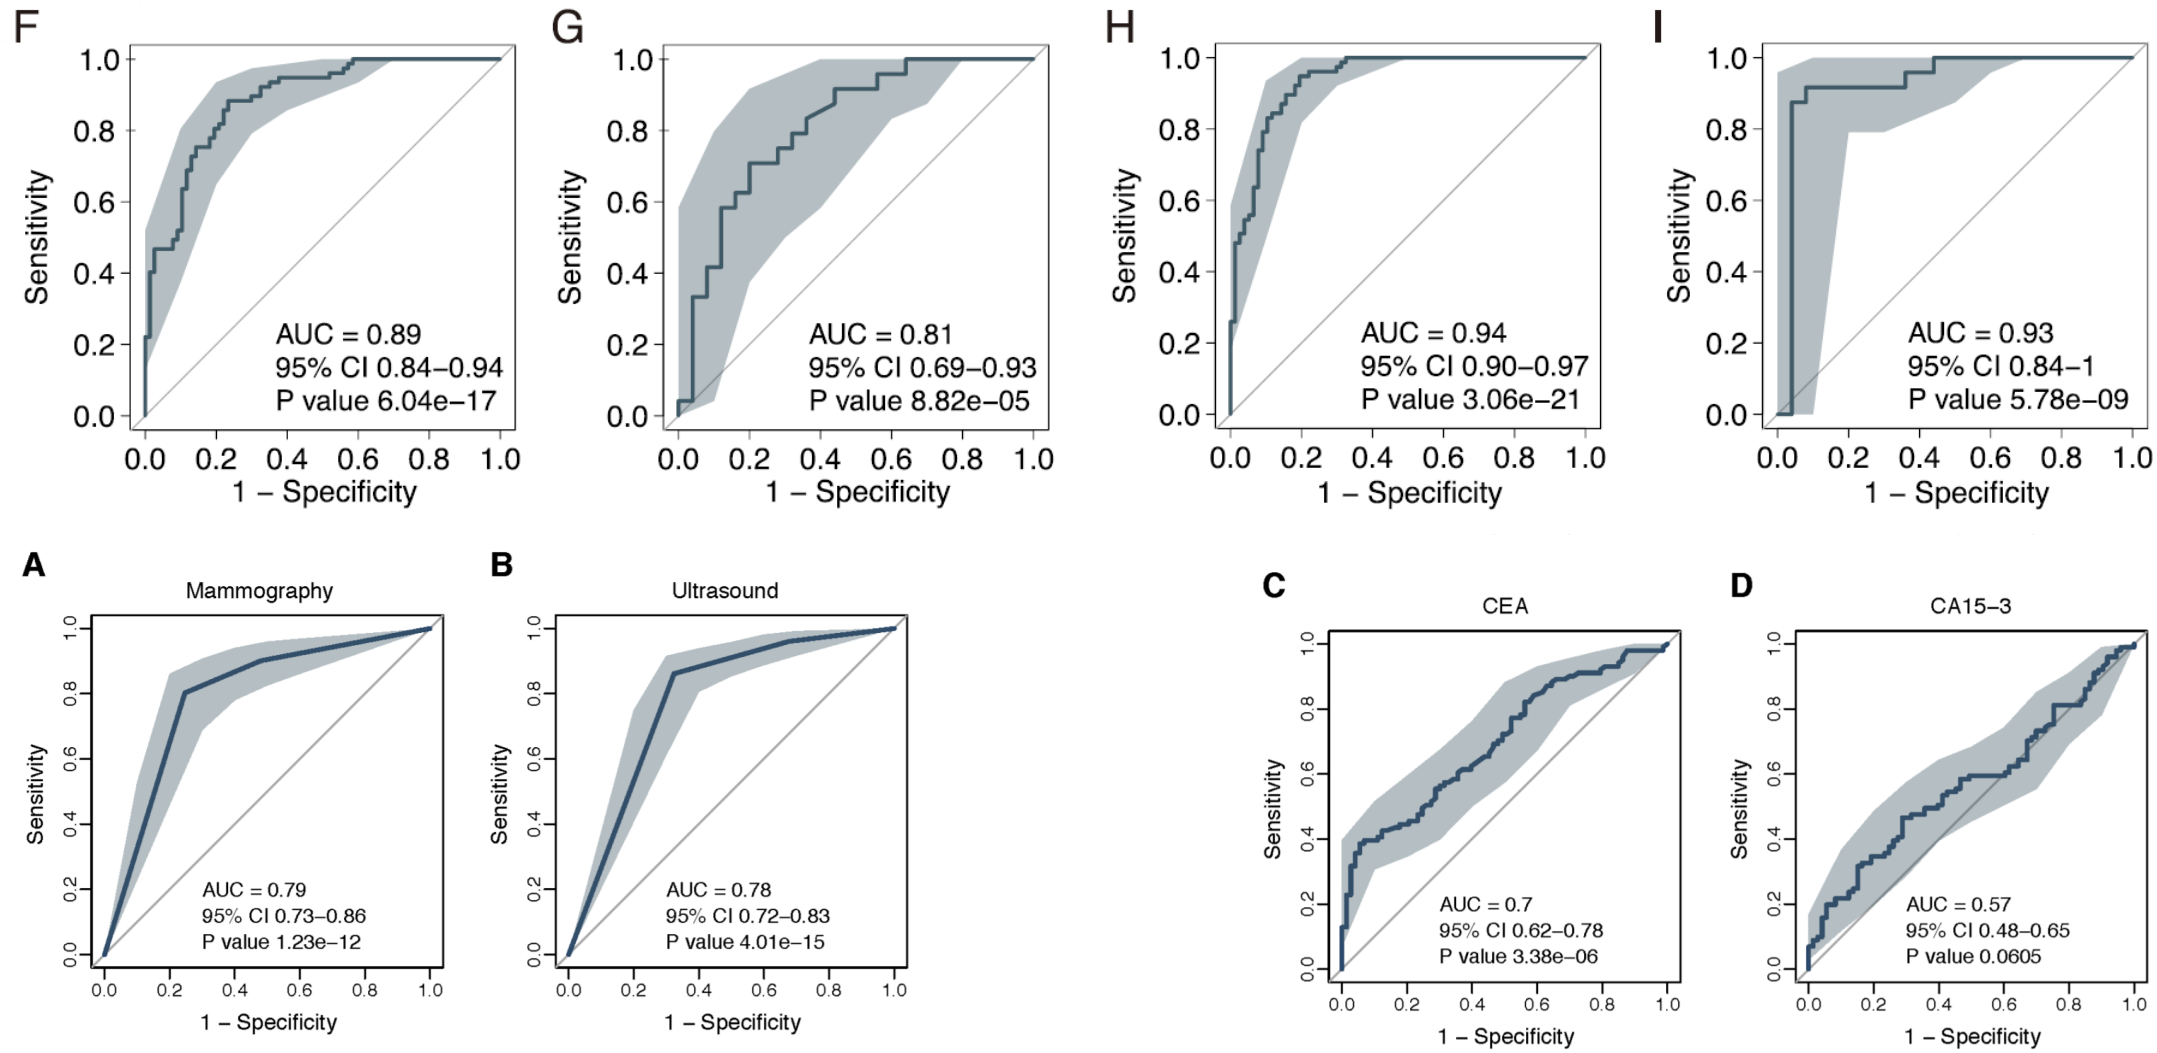 F
1.0
0.8
0.6
0.4
0.2
0.0
Sensitivity
AUC = 0.89
95% CI 0.84–0.94
P value 6.04e−17
0.0 0.2 0.4 0.6 0.8 1.0
1 − Specificity
G
1.0
0.8
0.6
0.4
0.2
0.0
Sensitivity
AUC = 0.81
95% CI 0.69–0.93
P value 8.82e−05
0.0 0.2 0.4 0.6 0.8 1.0
1 − Specificity
H
1.0
0.8
0.6
0.4
0.2
0.0
Sensitivity
AUC = 0.94
95% CI 0.90–0.97
P value 3.06e−21
0.0 0.2 0.4 0.6 0.8 1.0
1 − Specificity
I
1.0
0.8
0.6
0.4
0.2
0.0
Sensitivity
AUC = 0.93
95% CI 0.84–1
P value 5.78e−09
0.0 0.2 0.4 0.6 0.8 1.0
1 − Specificity
A
Mammography
1.0
0.8
0.6
0.4
0.2
0.0
Sensitivity
AUC = 0.79
95% CI 0.73–0.86
P value 1.23e−12
0.0 0.2 0.4 0.6 0.8 1.0
1 − Specificity
B
Ultrasound
1.0
0.8
0.6
0.4
0.2
0.0
Sensitivity
AUC = 0.78
95% CI 0.72–0.83
P value 4.01e−15
0.0 0.2 0.4 0.6 0.8 1.0
1 − Specificity
C
CEA
1.0
0.8
0.6
0.4
0.2
0.0
Sensitivity
AUC = 0.7
95% CI 0.62–0.78
P value 3.38e−06
0.0 0.2 0.4 0.6 0.8 1.0
1 − Specificity
D
CA15−3
1.0
0.8
0.6
0.4
0.2
0.0
Sensitivity
AUC = 0.57
95% CI 0.48–0.65
P value 0.0605
0.0 0.2 0.4 0.6 0.8 1.0
1 − Specificity